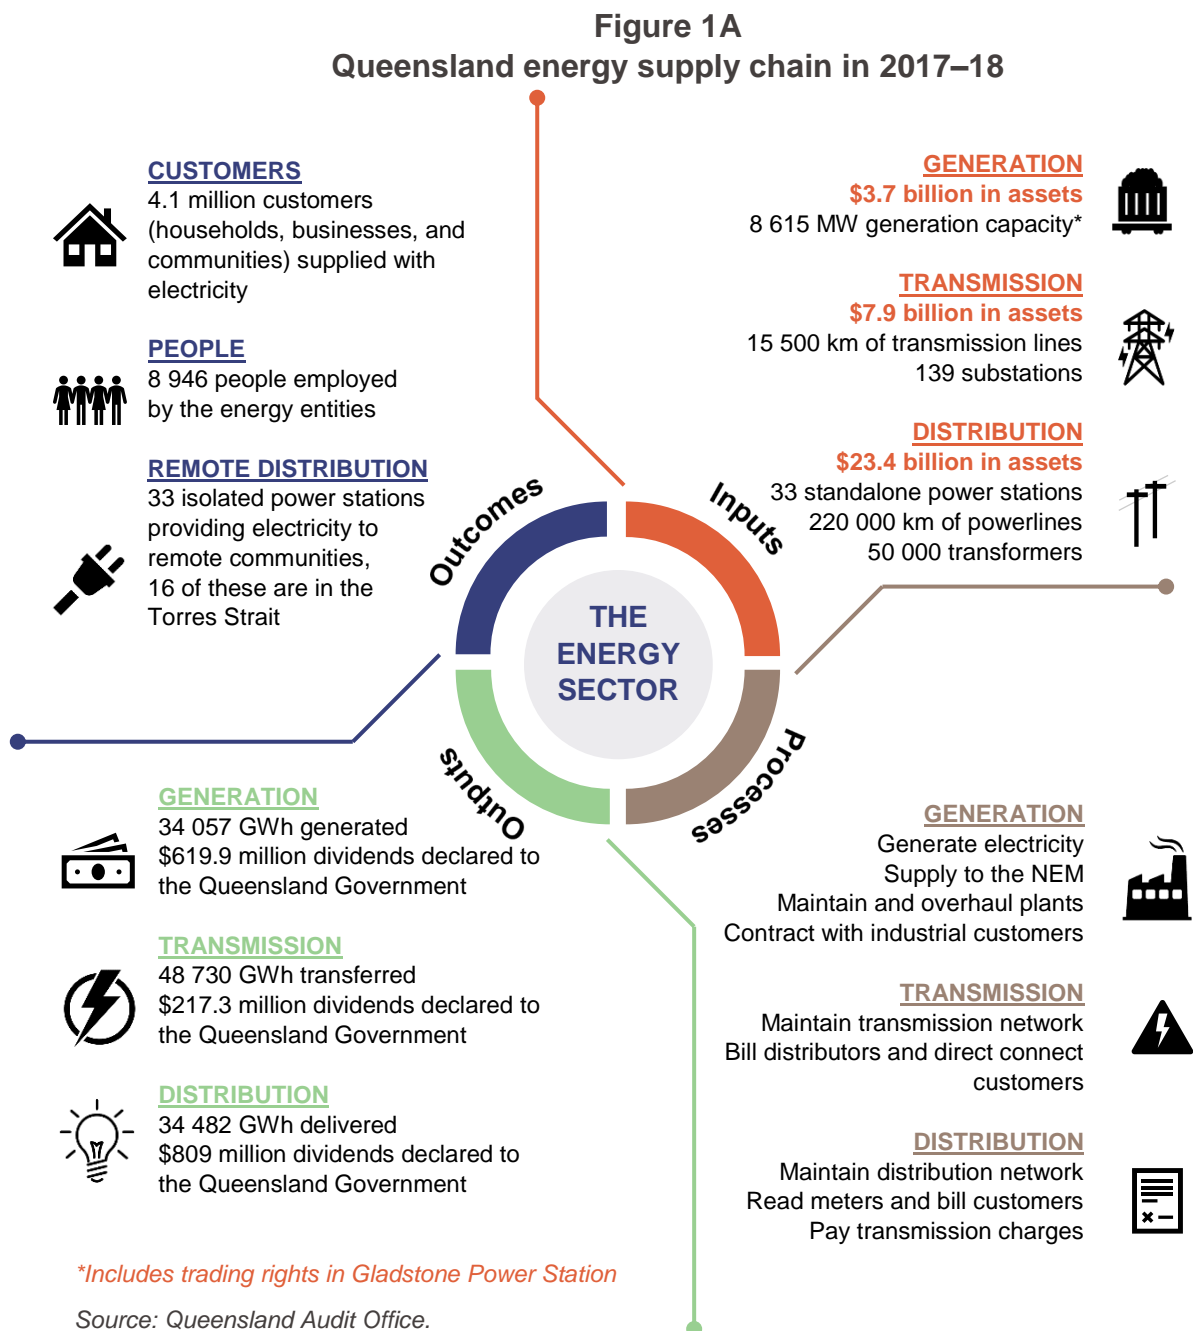 Figure 1A
Queensland energy supply chain in 2017–18
CUSTOMERS
4.1 million customers
(households, businesses, and
communities) supplied with
electricity
PEOPLE
8 946 people employed
by the energy entities
REMOTE DISTRIBUTION
33 isolated power stations
providing electricity to
remote communities,
16 of these are in the
Torres Strait
GENERATION
$3.7 billion in assets
8 615 MW generation capacity*
TRANSMISSION
$7.9 billion in assets
15 500 km of transmission lines
139 substations
DISTRIBUTION
$23.4 billion in assets
33 standalone power stations
220 000 km of powerlines
50 000 transformers
Outcomes
Inputs
THE
ENERGY
SECTOR
Outputs
Processes
GENERATION
34 057 GWh generated
$619.9 million dividends declared to
the Queensland Government
TRANSMISSION
48 730 GWh transferred
$217.3 million dividends declared to
the Queensland Government
DISTRIBUTION
34 482 GWh delivered
$809 million dividends declared to
the Queensland Government
GENERATION
Generate electricity
Supply to the NEM
Maintain and overhaul plants
Contract with industrial customers
TRANSMISSION
Maintain transmission network
Bill distributors and direct connect
customers
DISTRIBUTION
Maintain distribution network
Read meters and bill customers
Pay transmission charges
*Includes trading rights in Gladstone Power Station
Source: Queensland Audit Office.